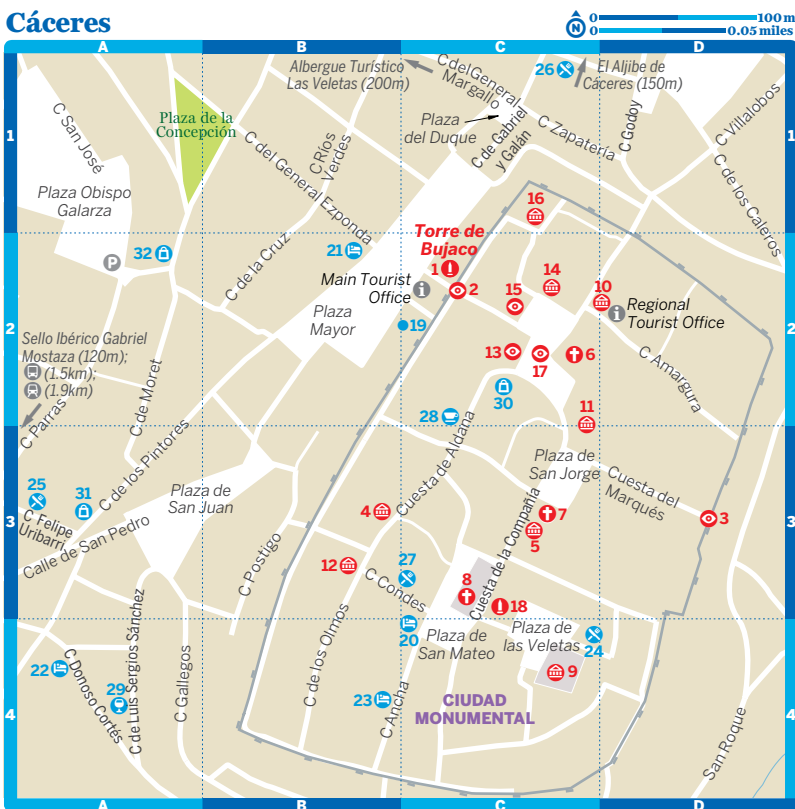 Cáceres
N
0 100 m
0 0.05 miles
A
B
C
D
1
1
2
2
3
3
4
4
A
B
C
D
Albergue Turístico
Las Veletas (200m)
C del General
Margallo
26
El Aljibe de
Cáceres (150m)
C San José
Plaza de la
Concepción
Plaza
del Duque
C de Gabriel
y Galán
C Zapatería
C Godoy
C Villalobos
C de los Caleros
C Ríos
Verdes
C del General Ezponda
Plaza Obispo
Galarza
16
32
P
C de la Cruz
21
Torre de
Bujaco
1
Main Tourist
Office
i
2
14
15
10
i
Regional
Tourist Office
Plaza
Mayor
19
13
17
6
C Amargura
Sello Ibérico Gabriel
Mostaza (120m);
(1.5km);
(1.9km)
C Parras
C de Moret
30
28
11
C de los Pintores
Cuesta de Aldana
Plaza de
San Jorge
Cuesta del
Marqués
25
31
C Felipe
Uribarri
Calle de San Pedro
Plaza de
San Juan
4
7
5
3
Cuesta de la Compañía
C Postigo
12
27
C Condes
8
18
20
Plaza de
San Mateo
Plaza de
las Veletas
24
9
22
C Donoso Cortés
29
C de Luis Sergios Sánchez
C Gallegos
C de los Olmos
23
C Ancha
CIUDAD
MONUMENTAL
San Roque